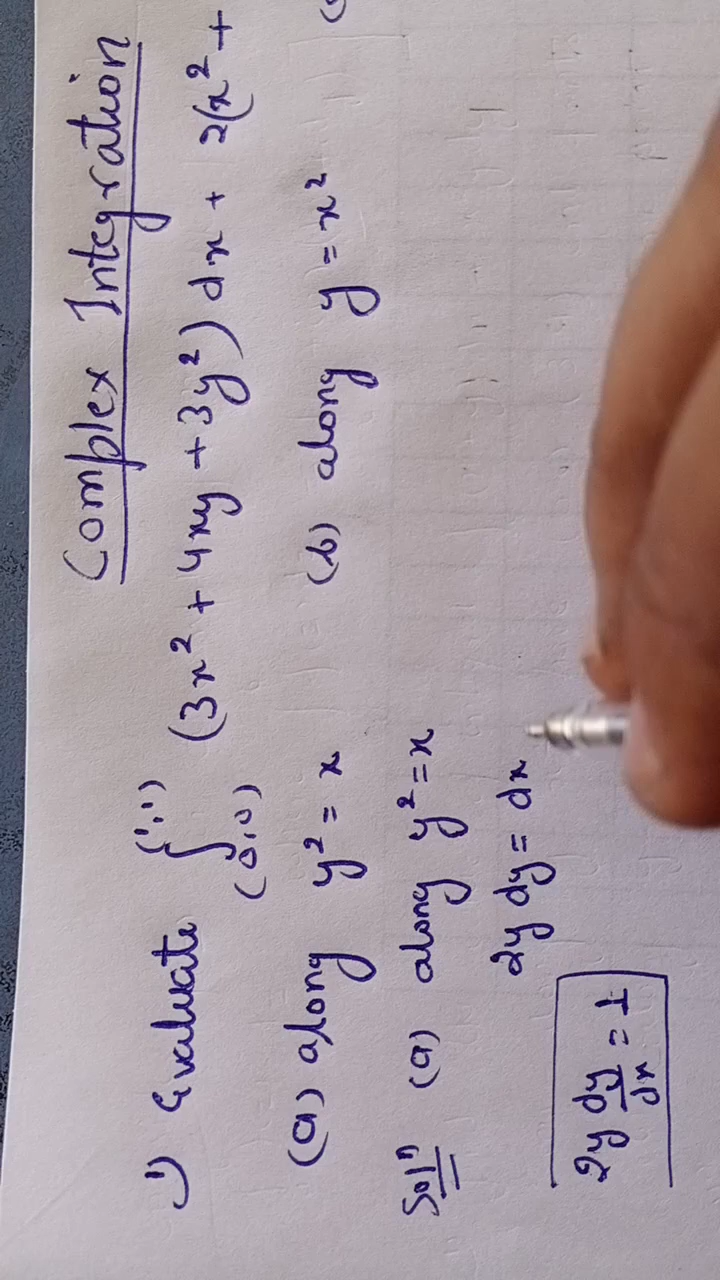 Complex Integration
1) Evaluate ∫ (0,0) (1,1) (3x² + 4xy + 3y²) dx + 2(x² +
(a) along y² = x (b) along y = x²
Solⁿ (a) along y² = x
2y dy = dx
2y dy/dx = 1